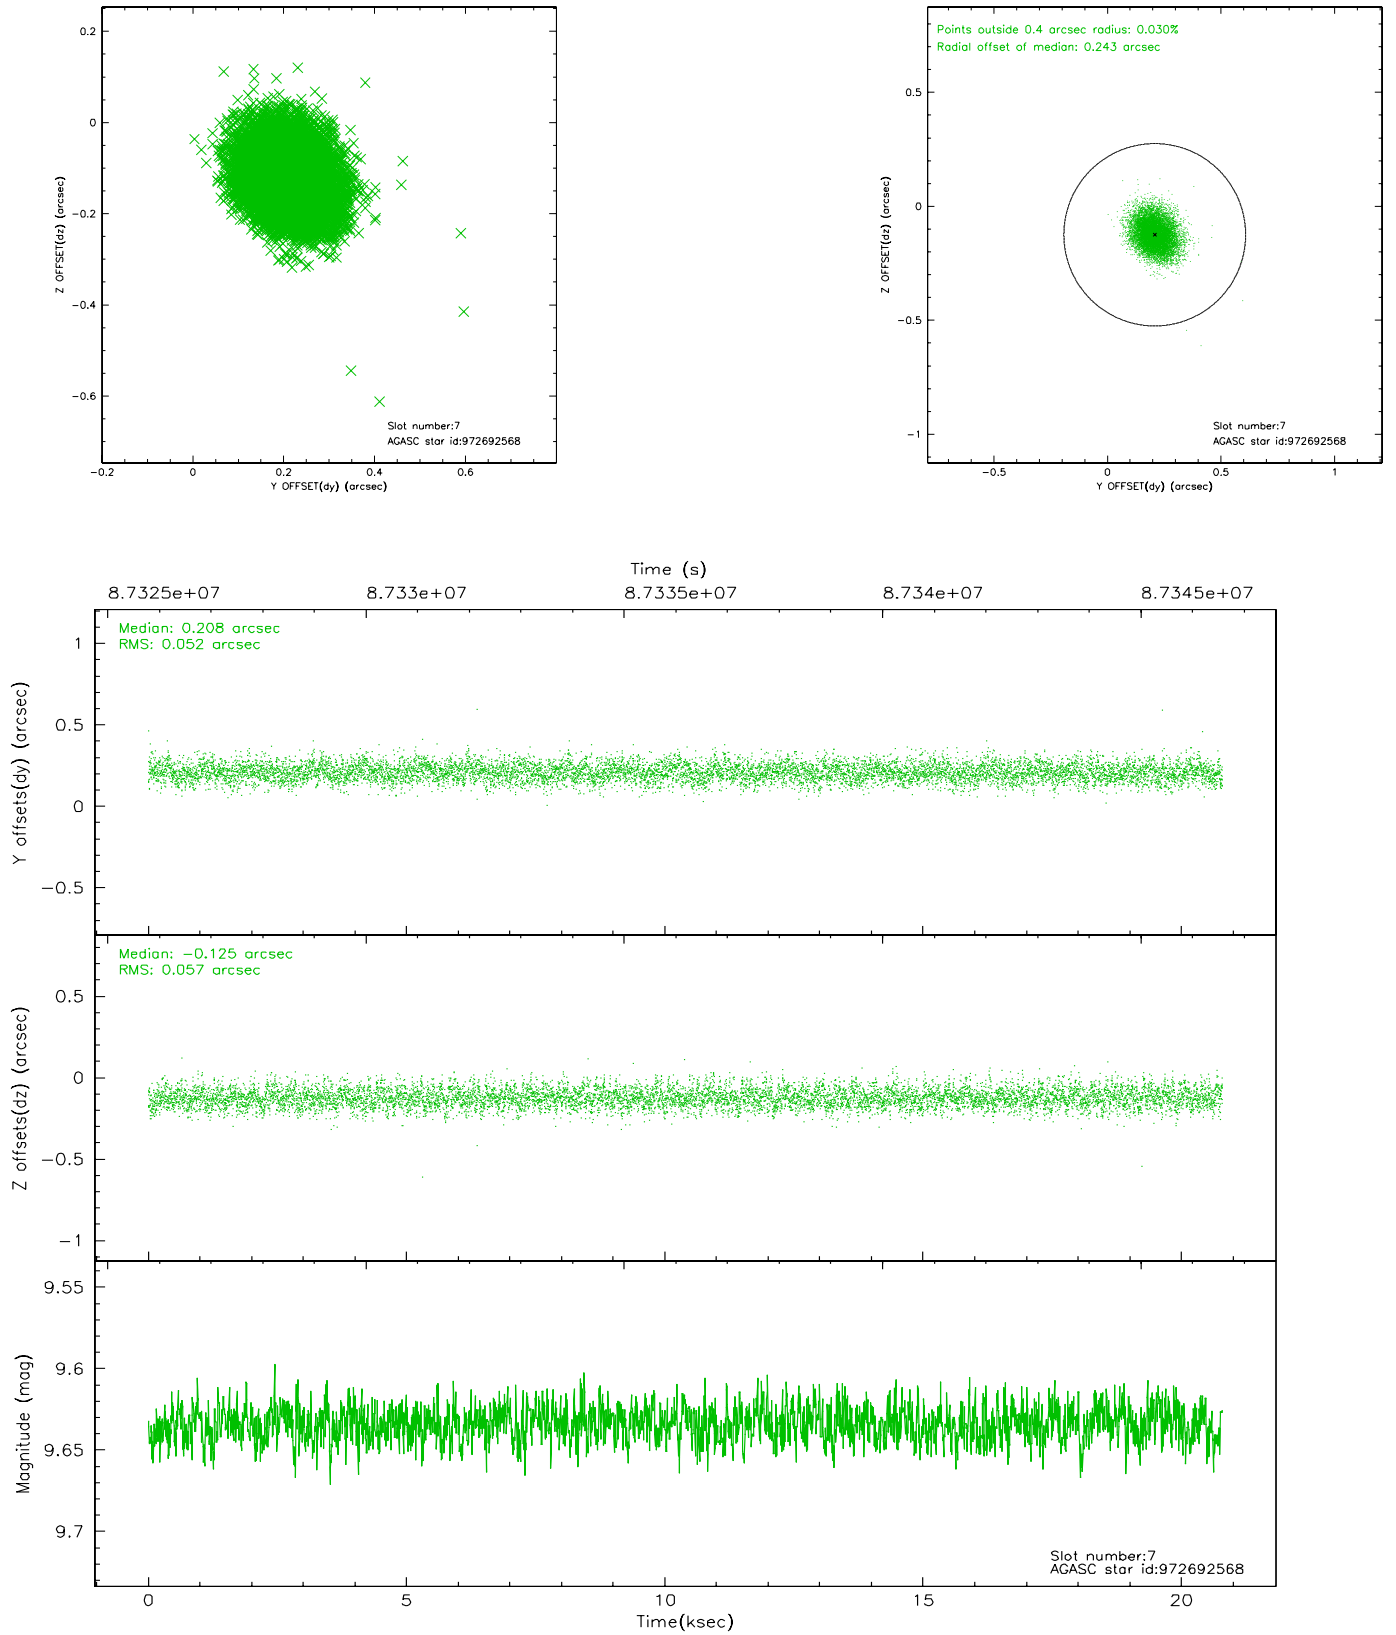 0.2
0
−0.2
−0.4
−0.6
−0.2
0
0.2
0.4
0.6
Z OFFSET(dz) (arcsec)
Y OFFSET(dy) (arcsec)
Slot number:7
AGASC star id:972692568
Points outside 0.4 arcsec radius: 0.030%
Radial offset of median: 0.243 arcsec
0.5
0
−0.5
−1
−0.5
0
0.5
1
Z OFFSET(dz) (arcsec)
Y OFFSET(dy) (arcsec)
Slot number:7
AGASC star id:972692568
Time (s)
8.7325e+07
8.733e+07
8.7335e+07
8.734e+07
8.7345e+07
Median: 0.208 arcsec
RMS: 0.052 arcsec
1
0.5
0
−0.5
Y offsets(dy) (arcsec)
Median: −0.125 arcsec
RMS: 0.057 arcsec
0.5
0
−0.5
−1
Z offsets(dz) (arcsec)
9.55
9.6
9.65
9.7
Magnitude (mag)
Slot number:7
AGASC star id:972692568
0
5
10
15
20
Time(ksec)